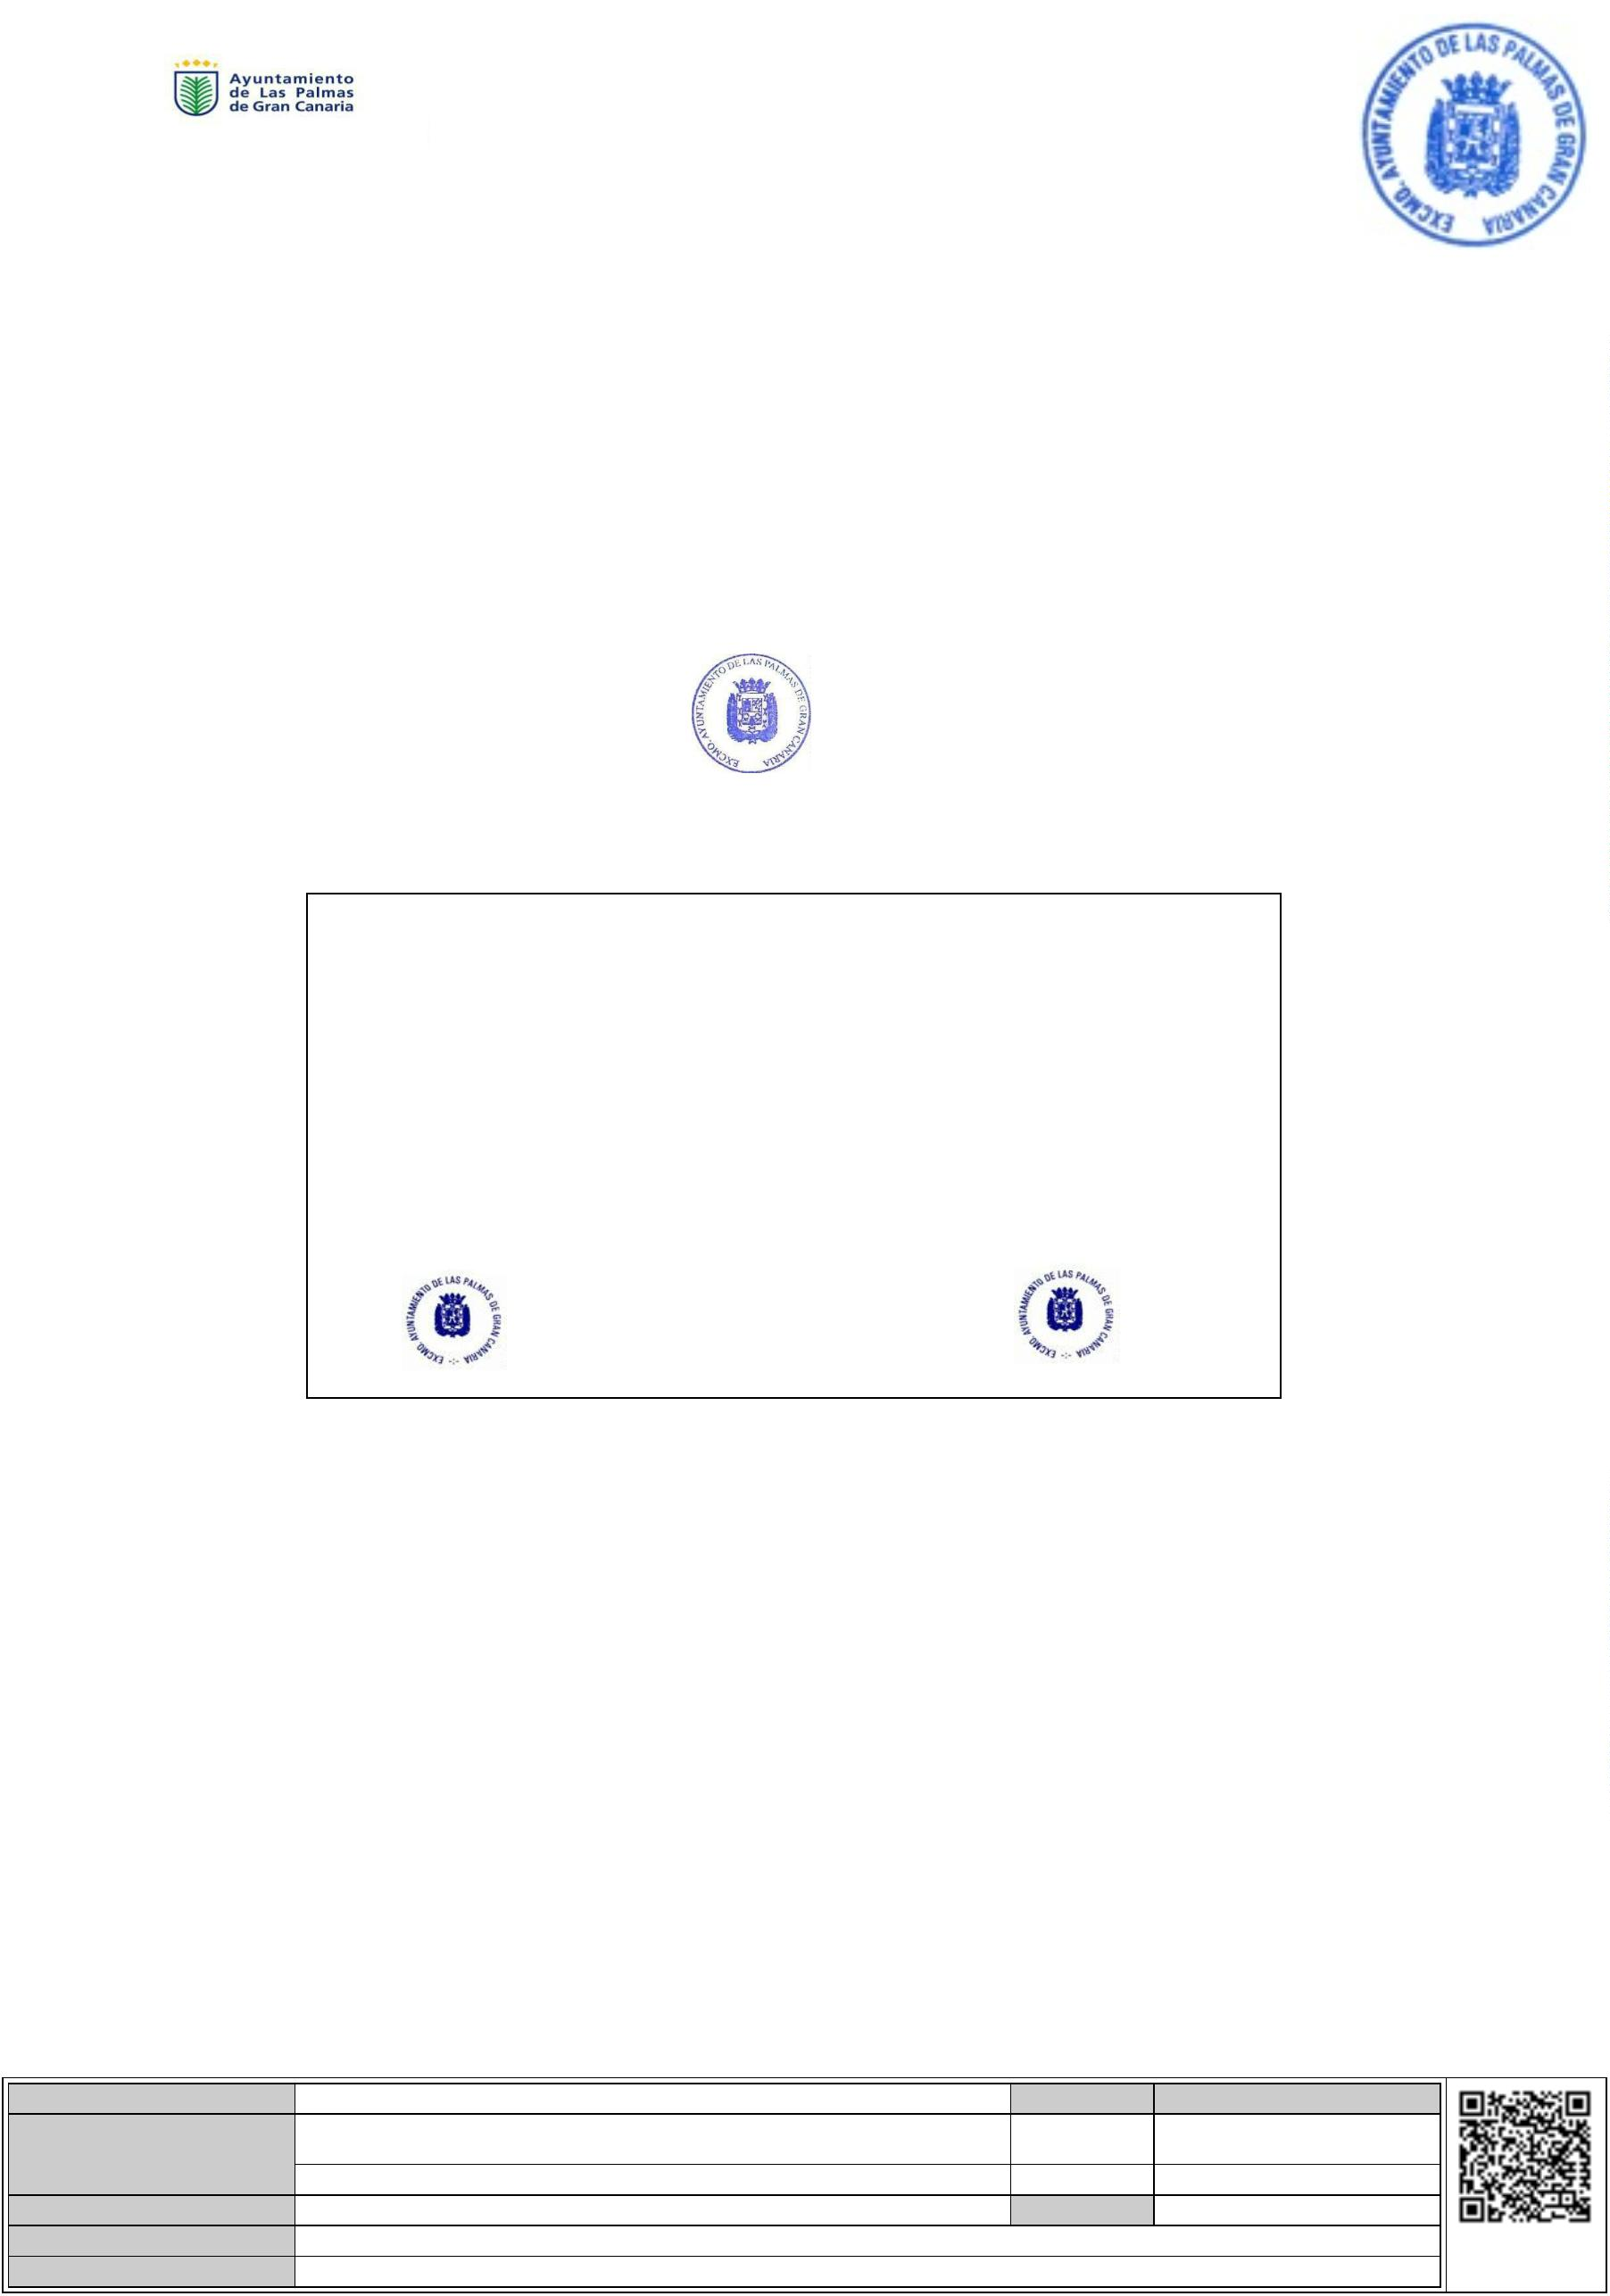 Ayuntamiento
de Las Palmas
de Gran Canaria
EXCMO. AYUNTAMIENTO DE LAS PALMAS DE GRAN CANARIA
EXCMO. AYUNTAMIENTO DE LAS PALMAS DE GRAN CANARIA
EXCMO. AYUNTAMIENTO DE LAS PALMAS DE GRAN CANARIA -:-
EXCMO. AYUNTAMIENTO DE LAS PALMAS DE GRAN CANARIA -:-